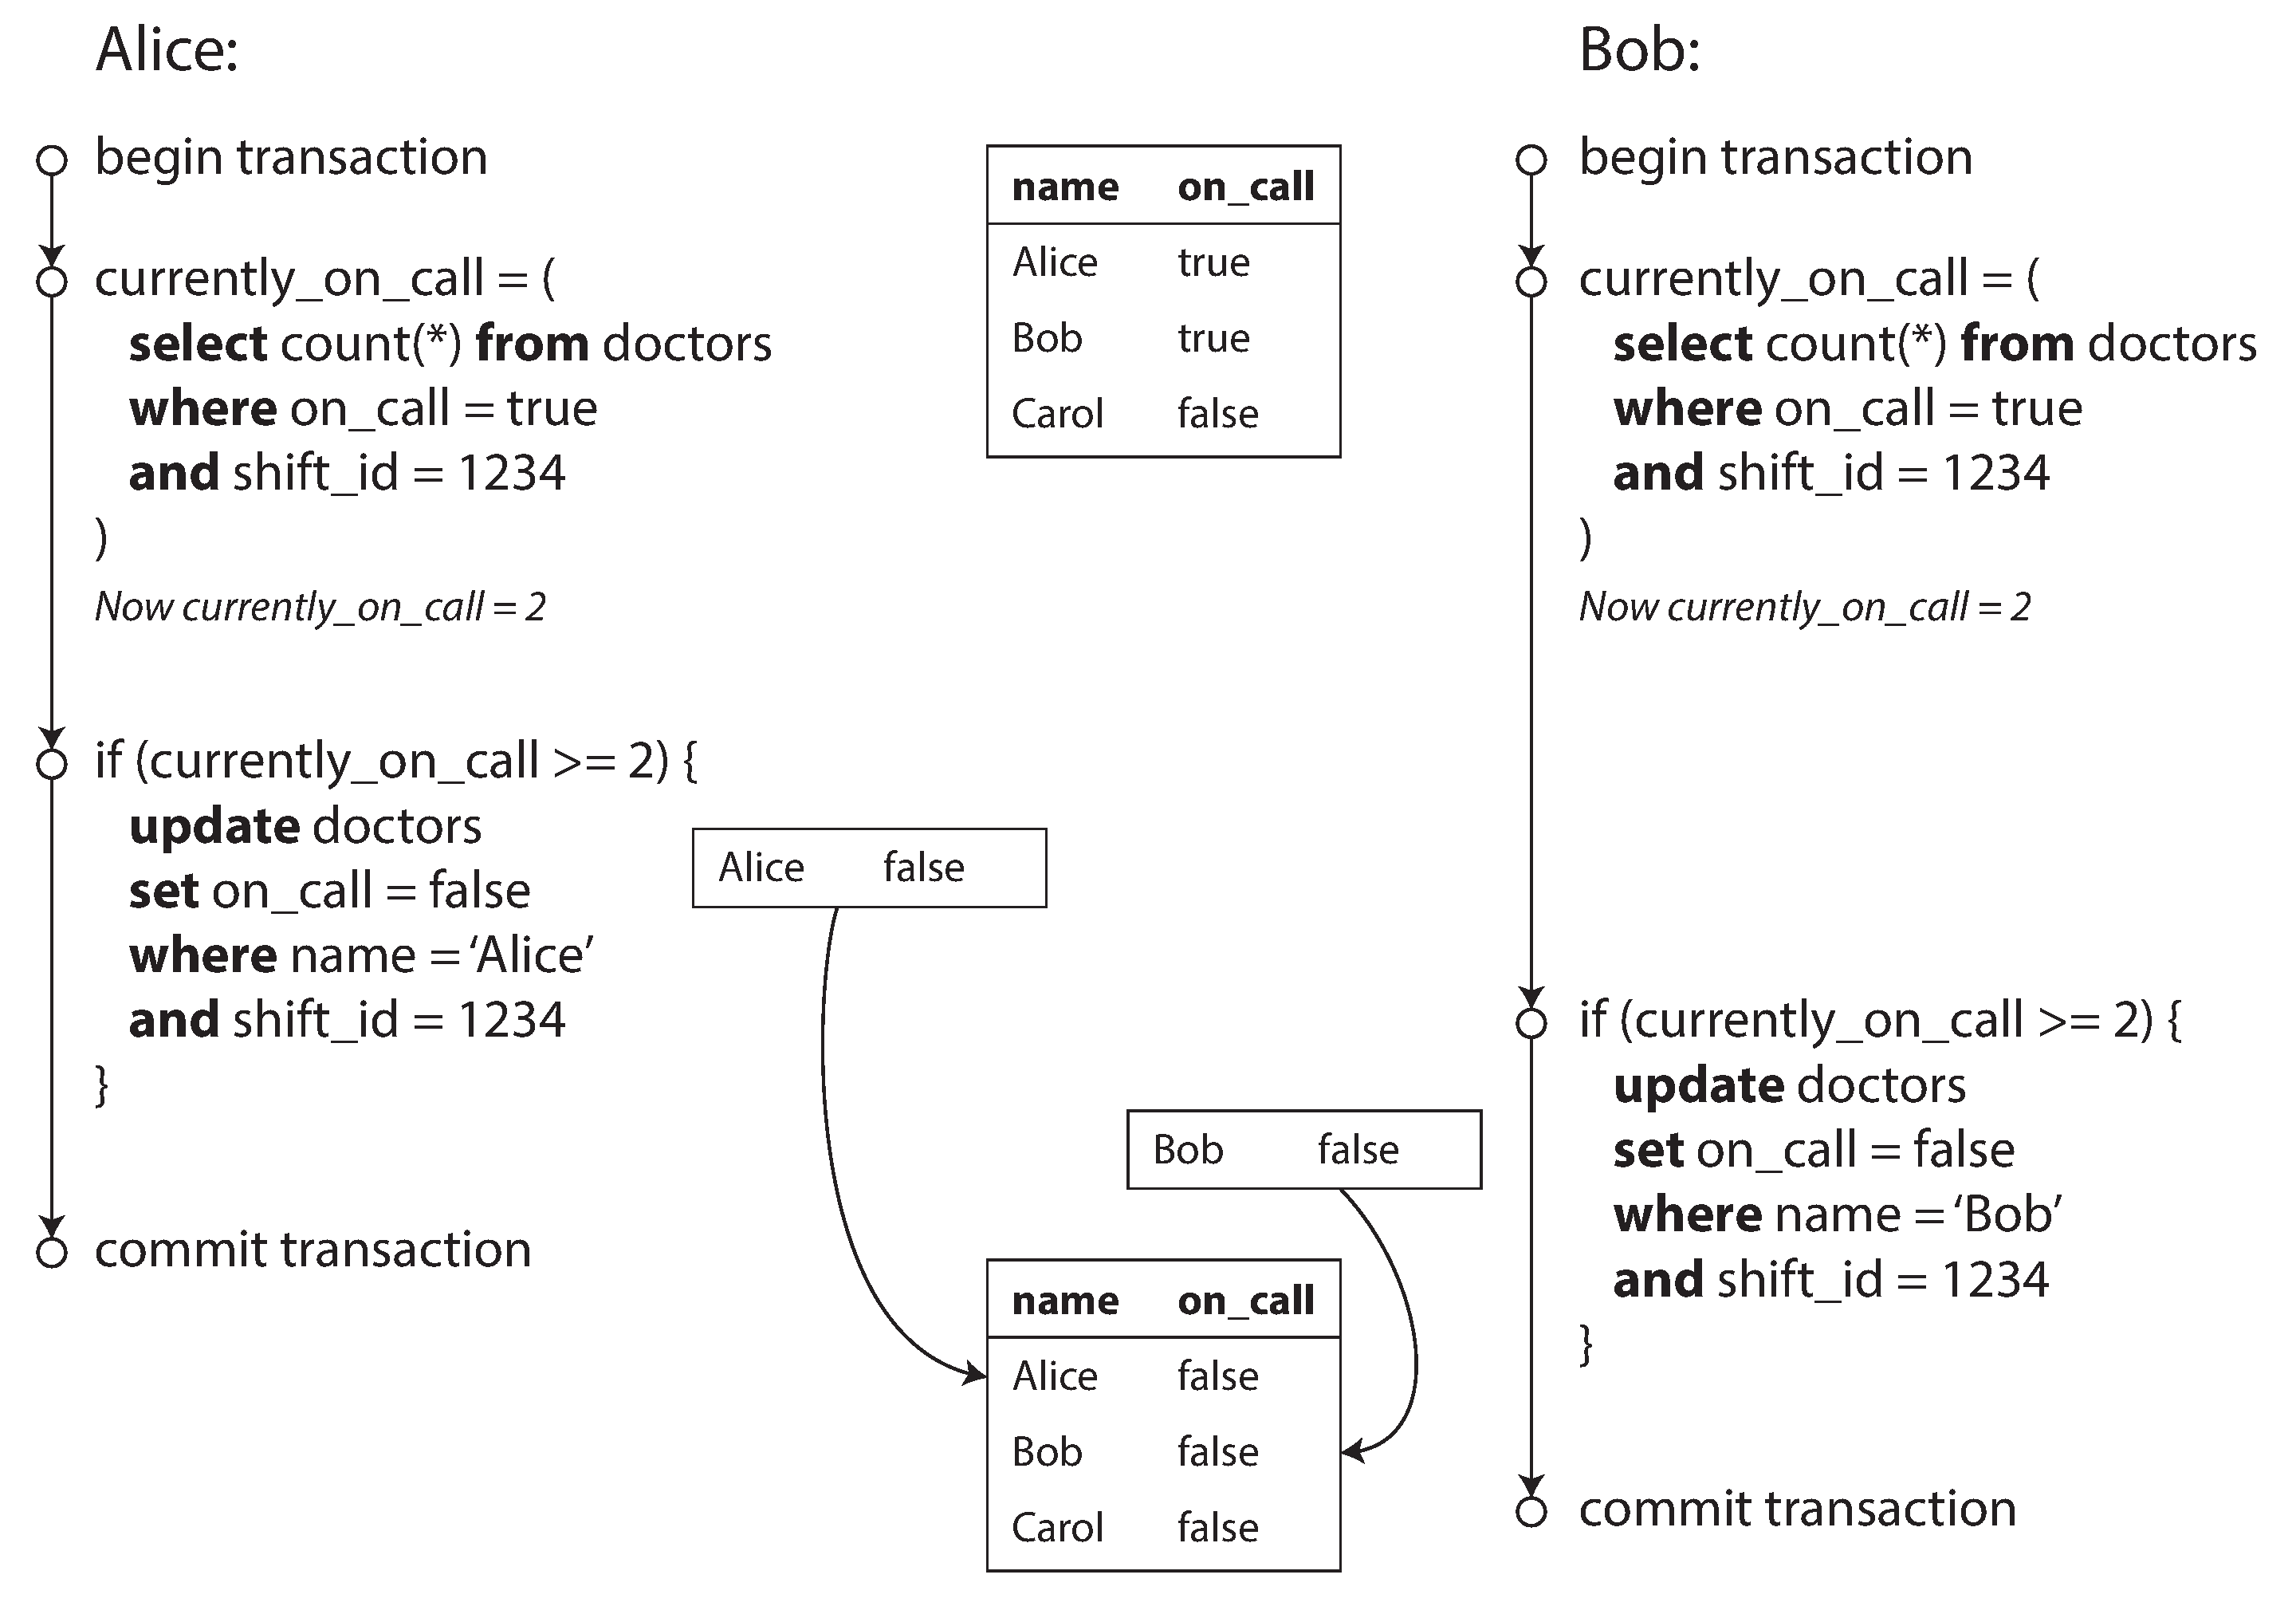 Alice:
begin transaction
currently_on_call = (
select count(*) from doctors
where on_call = true
and shift_id = 1234
)
Now currently_on_call = 2
if (currently_on_call >= 2) {
update doctors
set on_call = false
where name = ‘Alice’
and shift_id = 1234
}
commit transaction
name on_call
Alice true
Bob true
Carol false
Alice false
Bob false
name on_call
Alice false
Bob false
Carol false
Bob:
begin transaction
currently_on_call = (
select count(*) from doctors
where on_call = true
and shift_id = 1234
)
Now currently_on_call = 2
if (currently_on_call >= 2) {
update doctors
set on_call = false
where name = ‘Bob’
and shift_id = 1234
}
commit transaction